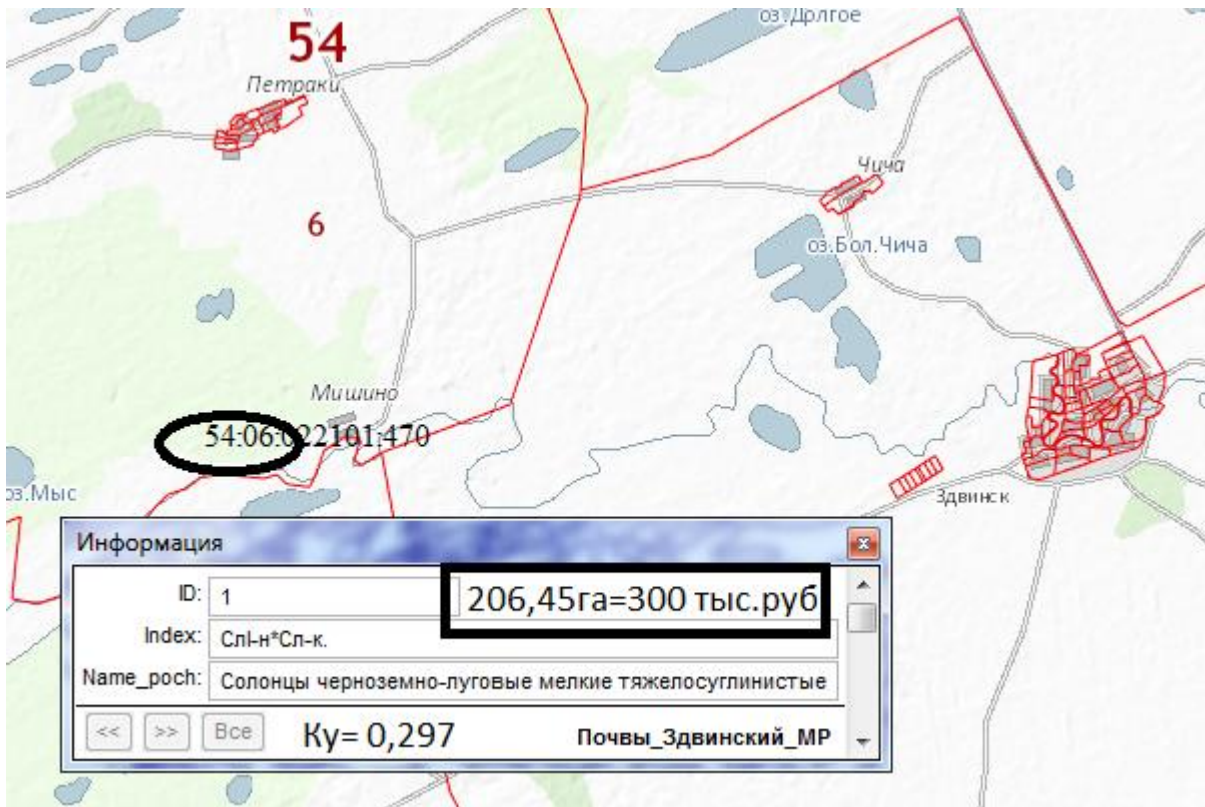 оз.Долгое
54
Петраки
Чича
6
оз.Бол.Чича
Мишино
54:06:022101:470
оз.Мыс
Здвинск
Информация
ID: 1
206,45га=300 тыс.руб
Index: Слl-н*Сл-к.
Name_poch: Солонцы черноземно-луговые мелкие тяжелосуглинистые
<< >> Все Ку= 0,297 Почвы_Здвинский_МР